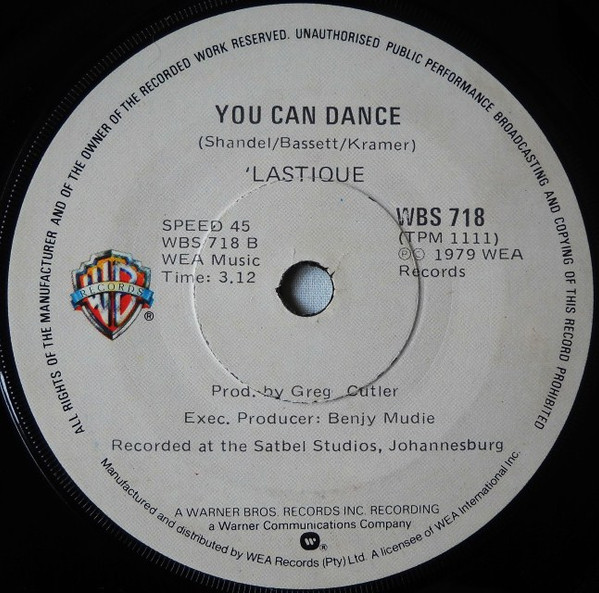 ALL RIGHTS OF THE MANUFACTURER AND OF THE OWNER OF THE RECORDED WORK RESERVED. UNAUTHORISED PUBLIC PERFORMANCE BROADCASTING AND COPYING OF THIS RECORD PROHIBITED
YOU CAN DANCE
(Shandel/Bassett/Kramer)
'LASTIQUE
SPEED 45
WBS 718 B
WEA Music
Time: 3.12
WBS 718
(TPM 1111)
Ⓟ© 1979 WEA
Records
WB
RECORDS
®
Prod. by Greg Cutler
Exec. Producer: Benjy Mudie
Recorded at the Satbel Studios, Johannesburg
A WARNER BROS. RECORDS INC. RECORDING
a Warner Communications Company
®
Manufactured and distributed by WEA Records (Pty) Ltd. A licensee of WEA International Inc.